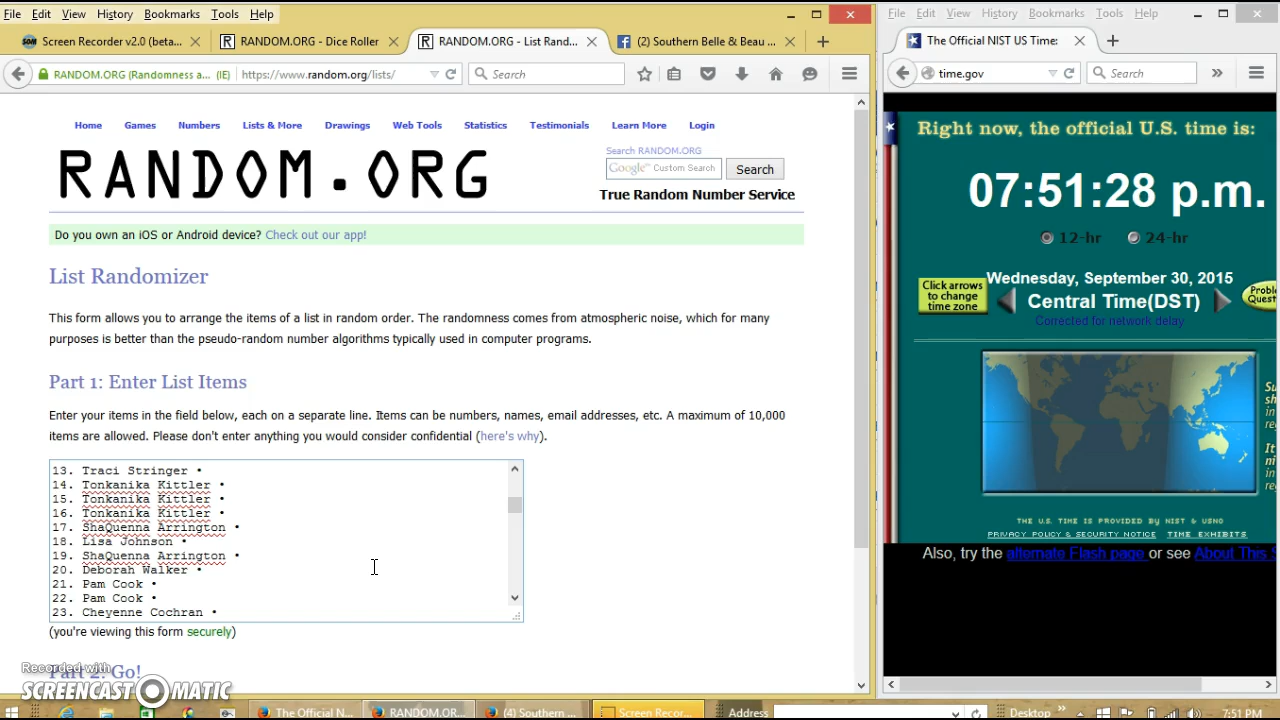 File Edit View History Bookmarks Tools Help
Screen Recorder v2.0 (beta...
RANDOM.ORG - Dice Roller
RANDOM.ORG - List Rand...
(2) Southern Belle & Beau ...
RANDOM.ORG (Randomness a... (IE)
https://www.random.org/lists/
Search
Home Games Numbers Lists & More Drawings Web Tools Statistics Testimonials Learn More Login
RANDOM.ORG
Search RANDOM.ORG
Google™ Custom Search
Search
True Random Number Service
Do you own an iOS or Android device? Check out our app!
List Randomizer
This form allows you to arrange the items of a list in random order. The randomness comes from atmospheric noise, which for many
purposes is better than the pseudo-random number algorithms typically used in computer programs.
Part 1: Enter List Items
Enter your items in the field below, each on a separate line. Items can be numbers, names, email addresses, etc. A maximum of 10,000
items are allowed. Please don't enter anything you would consider confidential (here's why).
13. Traci Stringer •
14. Tonkanika Kittler •
15. Tonkanika Kittler •
16. Tonkanika Kittler •
17. ShaQuenna Arrington •
18. Lisa Johnson •
19. ShaQuenna Arrington •
20. Deborah Walker •
21. Pam Cook •
22. Pam Cook •
23. Cheyenne Cochran •
(you're viewing this form securely)
Part 2: Go!
Recorded with
SCREENCAST-O-MATIC
File Edit View History Bookmarks Tools Help
The Official NIST US Time:
time.gov
Search
Right now, the official U.S. time is:
07:51:28 p.m.
12-hr 24-hr
Wednesday, September 30, 2015
Click arrows
to change
time zone
Central Time(DST)
Corrected for network delay
Proble
Quest
THE U.S. TIME IS PROVIDED BY NIST & USNO
PRIVACY POLICY & SECURITY NOTICE TIME EXHIBITS
Also, try the alternate Flash page or see About This S
The Official N...
RANDOM.OR...
(4) Southern ...
Screen Recor...
Address
Desktop
7:51 PM